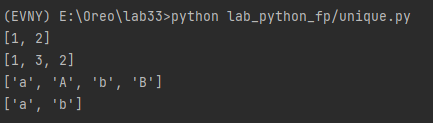 (EVNY) E:\Oreo\lab33>python lab_python_fp/unique.py
[1, 2]
[1, 3, 2]
['a', 'A', 'b', 'B']
['a', 'b']